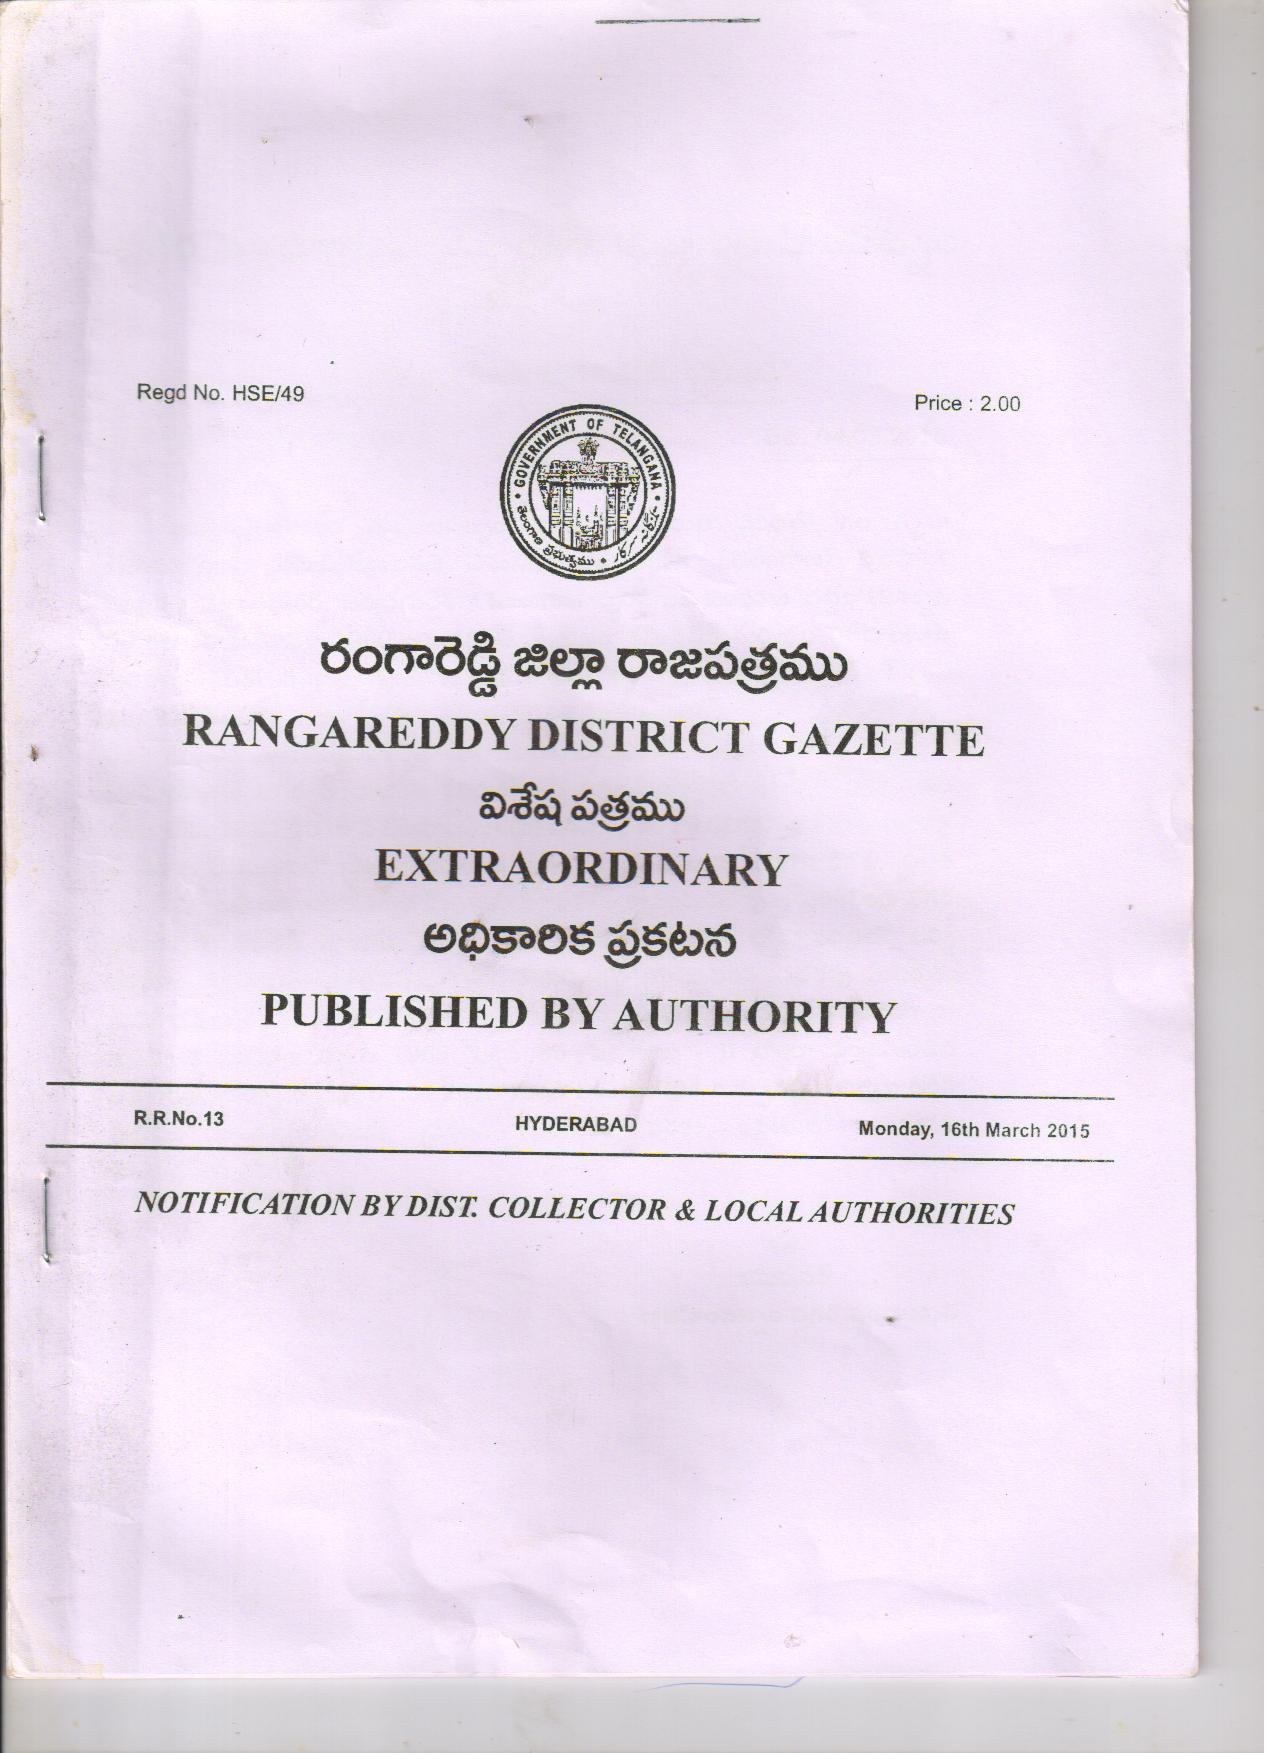 Regd No. HSE/49
Price : 2.00
GOVERNMENT OF TELANGANA
తెలంగాణ ప్రభుత్వము
రంగారెడ్డి జిల్లా రాజపత్రము
RANGAREDDY DISTRICT GAZETTE
విశేష పత్రము
EXTRAORDINARY
అధికారిక ప్రకటన
PUBLISHED BY AUTHORITY
R.R.No.13 HYDERABAD Monday, 16th March 2015
NOTIFICATION BY DIST. COLLECTOR & LOCAL AUTHORITIES